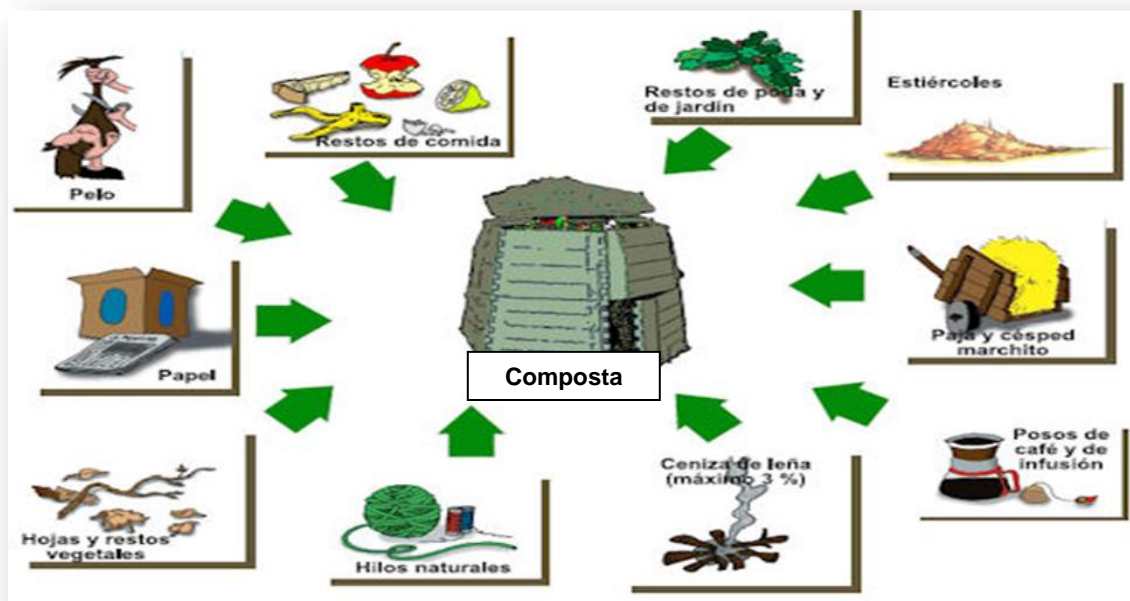 Pelo
Restos de comida
Restos de poda y
de jardín
Estiércoles
Papel
Composta
Paja y césped
marchito
Hojas y restos
vegetales
Hilos naturales
Ceniza de leña
(máximo 3 %)
Posos de
café y de
infusión